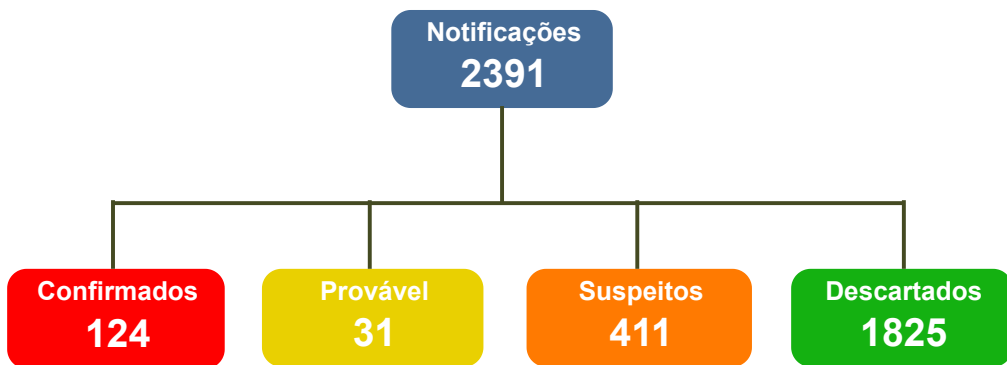 Notificações
2391
Confirmados
124
Provável
31
Suspeitos
411
Descartados
1825